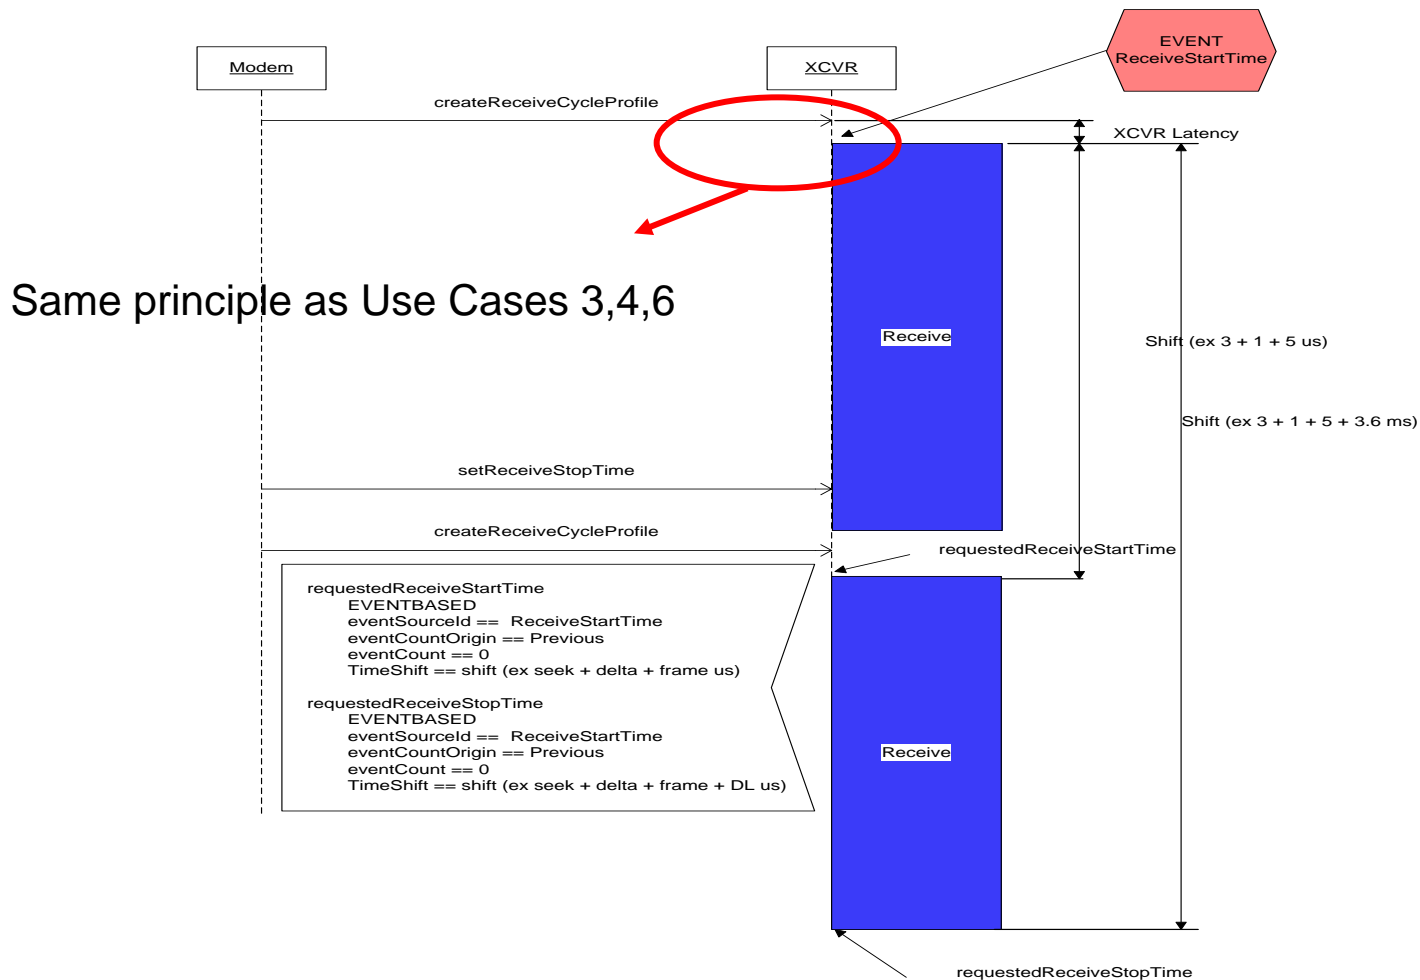 EVENT
ReceiveStartTime
Modem
XCVR
createReceiveCycleProfile
XCVR Latency
Same principle as Use Cases 3,4,6
Receive
Shift (ex 3 + 1 + 5 us)
Shift (ex 3 + 1 + 5 + 3.6 ms)
setReceiveStopTime
createReceiveCycleProfile
requestedReceiveStartTime
requestedReceiveStartTime
EVENTBASED
eventSourceId == ReceiveStartTime
eventCountOrigin == Previous
eventCount == 0
TimeShift == shift (ex seek + delta + frame us)
requestedReceiveStopTime
EVENTBASED
eventSourceId == ReceiveStartTime
eventCountOrigin == Previous
eventCount == 0
TimeShift == shift (ex seek + delta + frame + DL us)
Receive
requestedReceiveStopTime